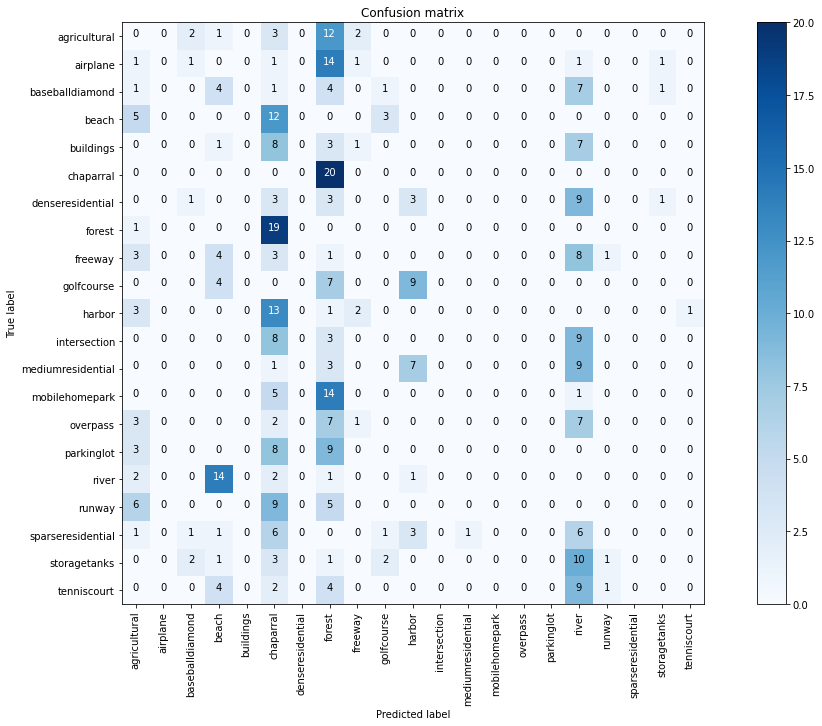 Confusion matrix
True label
agricultural 0 0 2 1 0 3 0 12 2 0 0 0 0 0 0 0 0 0 0 0 0
airplane 1 0 1 0 0 1 0 14 1 0 0 0 0 0 0 0 1 0 0 1 0
baseballdiamond 1 0 0 4 0 1 0 4 0 1 0 0 0 0 0 0 7 0 0 1 0
beach 5 0 0 0 0 12 0 0 0 3 0 0 0 0 0 0 0 0 0 0 0
buildings 0 0 0 1 0 8 0 3 1 0 0 0 0 0 0 0 7 0 0 0 0
chaparral 0 0 0 0 0 0 0 20 0 0 0 0 0 0 0 0 0 0 0 0 0
denseresidential 0 0 1 0 0 3 0 3 0 0 3 0 0 0 0 0 9 0 0 1 0
forest 1 0 0 0 0 19 0 0 0 0 0 0 0 0 0 0 0 0 0 0 0
freeway 3 0 0 4 0 3 0 1 0 0 0 0 0 0 0 0 8 1 0 0 0
golfcourse 0 0 0 4 0 0 0 7 0 0 9 0 0 0 0 0 0 0 0 0 0
harbor 3 0 0 0 0 13 0 1 2 0 0 0 0 0 0 0 0 0 0 0 1
intersection 0 0 0 0 0 8 0 3 0 0 0 0 0 0 0 0 9 0 0 0 0
mediumresidential 0 0 0 0 0 1 0 3 0 0 7 0 0 0 0 0 9 0 0 0 0
mobilehomepark 0 0 0 0 0 5 0 14 0 0 0 0 0 0 0 0 1 0 0 0 0
overpass 3 0 0 0 0 2 0 7 1 0 0 0 0 0 0 0 7 0 0 0 0
parkinglot 3 0 0 0 0 8 0 9 0 0 0 0 0 0 0 0 0 0 0 0 0
river 2 0 0 14 0 2 0 1 0 0 1 0 0 0 0 0 0 0 0 0 0
runway 6 0 0 0 0 9 0 5 0 0 0 0 0 0 0 0 0 0 0 0 0
sparseresidential 1 0 1 1 0 6 0 0 0 1 3 0 1 0 0 0 6 0 0 0 0
storagetanks 0 0 2 1 0 3 0 1 0 2 0 0 0 0 0 0 10 1 0 0 0
tenniscourt 0 0 0 4 0 2 0 4 0 0 0 0 0 0 0 0 9 1 0 0 0
agricultural
airplane
baseballdiamond
beach
buildings
chaparral
denseresidential
forest
freeway
golfcourse
harbor
intersection
mediumresidential
mobilehomepark
overpass
parkinglot
river
runway
sparseresidential
storagetanks
tenniscourt
Predicted label
20.0
17.5
15.0
12.5
10.0
7.5
5.0
2.5
0.0